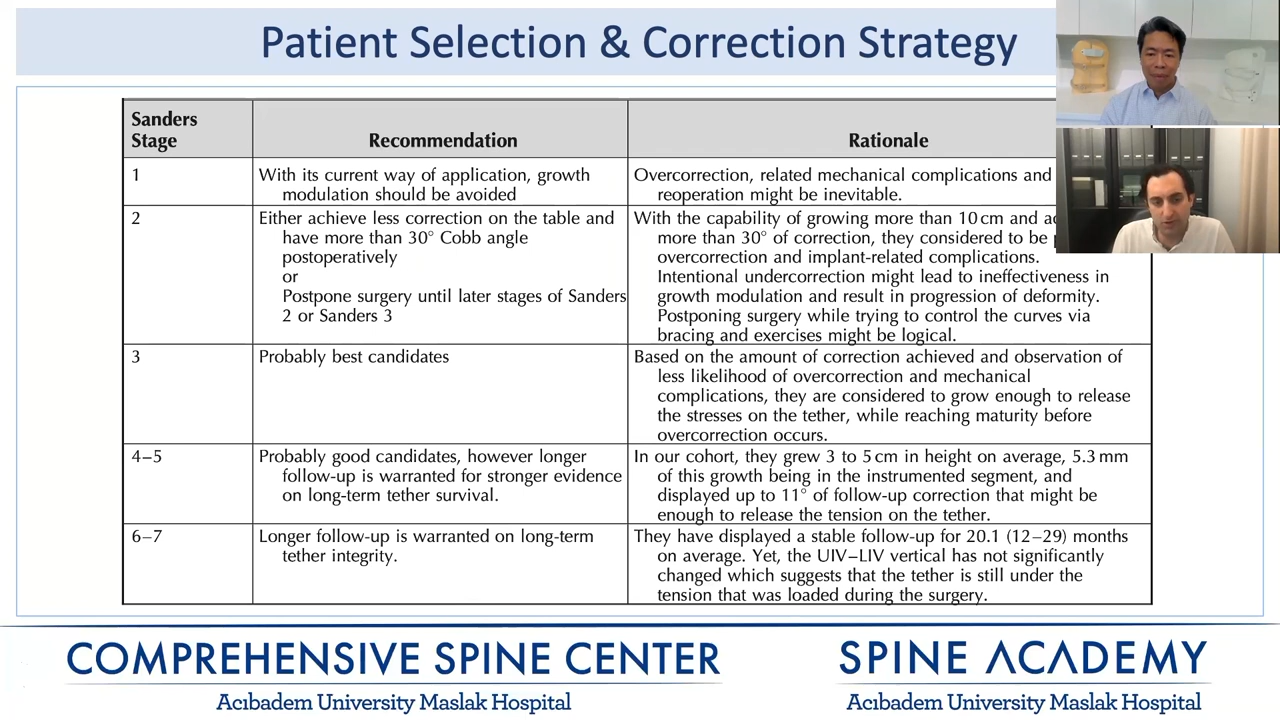 Patient Selection & Correction Strategy
Sanders
Stage
Recommendation
Rationale
1
With its current way of application, growth
modulation should be avoided
Overcorrection, related mechanical complications and
reoperation might be inevitable.
2
Either achieve less correction on the table and
have more than 30° Cobb angle
postoperatively
or
Postpone surgery until later stages of Sanders
2 or Sanders 3
With the capability of growing more than 10 cm and
more than 30° of correction, they considered to be
overcorrection and implant-related complications.
Intentional undercorrection might lead to ineffectiveness in
growth modulation and result in progression of deformity.
Postponing surgery while trying to control the curves via
bracing and exercises might be logical.
3
Probably best candidates
Based on the amount of correction achieved and observation of
less likelihood of overcorrection and mechanical
complications, they are considered to grow enough to release
the stresses on the tether, while reaching maturity before
overcorrection occurs.
4–5
Probably good candidates, however longer
follow-up is warranted for stronger evidence
on long-term tether survival.
In our cohort, they grew 3 to 5 cm in height on average, 5.3 mm
of this growth being in the instrumented segment, and
displayed up to 11° of follow-up correction that might be
enough to release the tension on the tether.
6–7
Longer follow-up is warranted on long-term
tether integrity.
They have displayed a stable follow-up for 20.1 (12–29) months
on average. Yet, the UIV–LIV vertical has not significantly
changed which suggests that the tether is still under the
tension that was loaded during the surgery.
COMPREHENSIVE SPINE CENTER
Acıbadem University Maslak Hospital
SPINE ACADEMY
Acıbadem University Maslak Hospital